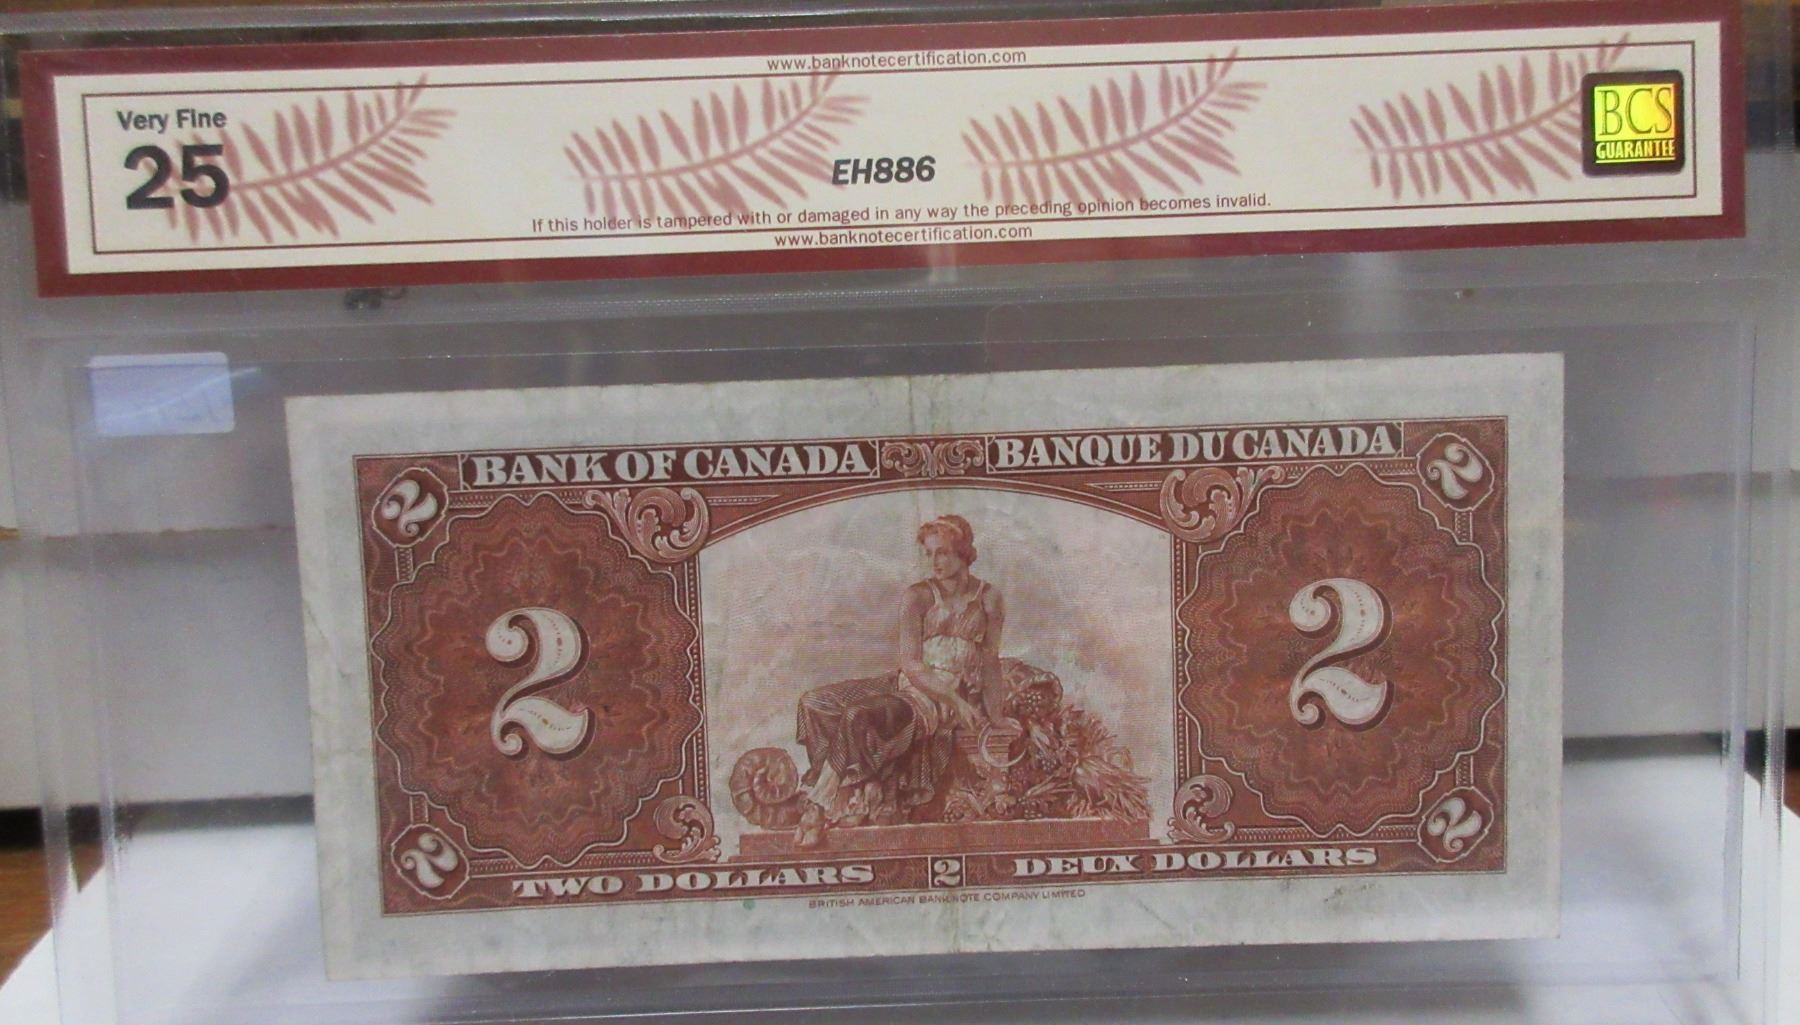 www.banknotecertification.com
Very Fine
25
EH886
BCS
GUARANTEE
If this holder is tampered with or damaged in any way the preceding opinion becomes invalid.
www.banknotecertification.com
2 BANK OF CANADA BANQUE DU CANADA 2
2 2
2 TWO DOLLARS 2 DEUX DOLLARS 2
BRITISH AMERICAN BANK NOTE COMPANY LIMITED